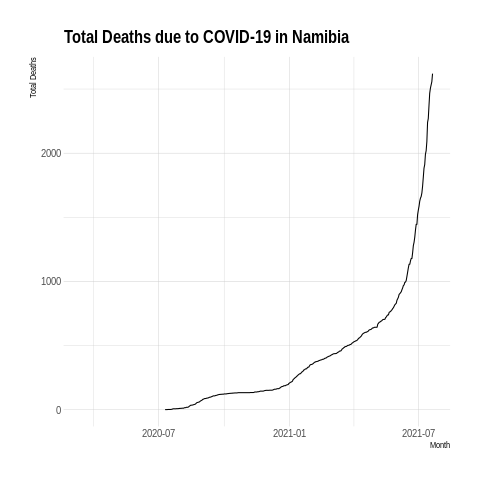 Total Deaths due to COVID-19 in Namibia
Total Deaths
2000
1000
0
2020-07
2021-01
2021-07
Month